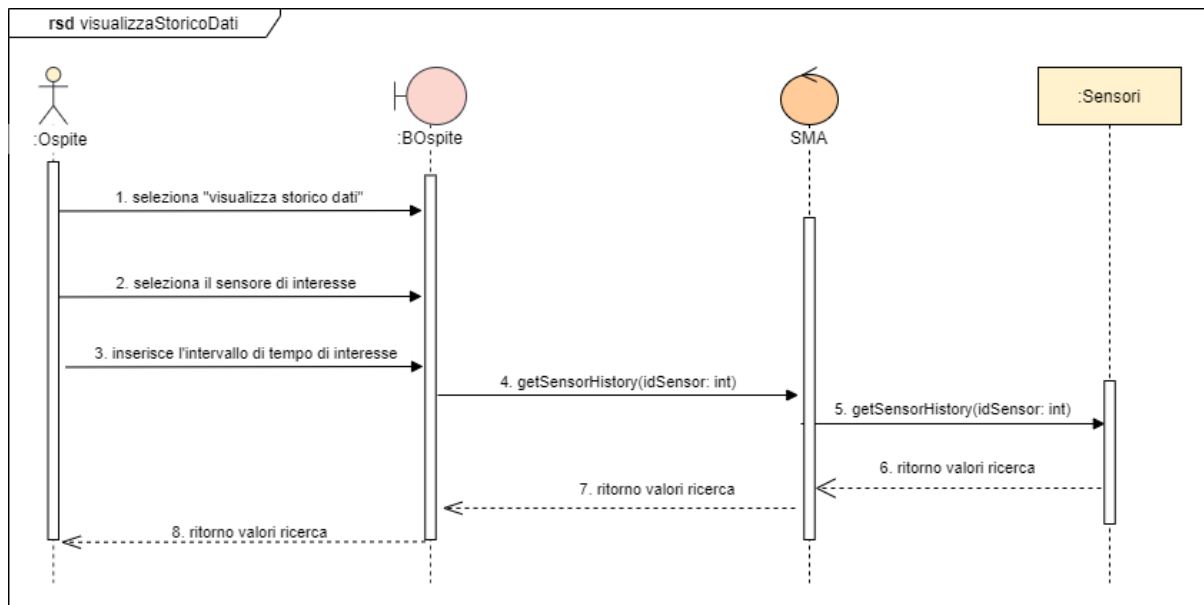 rsd visualizzaStoricoDati
:Ospite
:BOspite
SMA
:Sensori
1. seleziona "visualizza storico dati"
2. seleziona il sensore di interesse
3. inserisce l'intervallo di tempo di interesse
4. getSensorHistory(idSensor: int)
5. getSensorHistory(idSensor: int)
6. ritorno valori ricerca
7. ritorno valori ricerca
8. ritorno valori ricerca